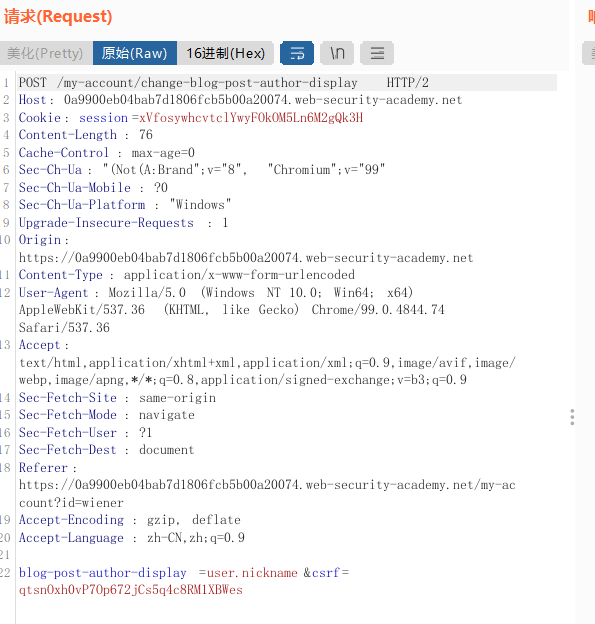 请求(Request)
美化(Pretty) 原始(Raw) 16进制(Hex) \n
1 POST /my-account/change-blog-post-author-display HTTP/2
2 Host: 0a9900eb04bab7d1806fcb5b00a20074.web-security-academy.net
3 Cookie: session=xVfosywhcvtclYwyFOkOM5Ln6M2gQk3H
4 Content-Length : 76
5 Cache-Control : max-age=0
6 Sec-Ch-Ua : "(Not(A:Brand";v="8", "Chromium";v="99"
7 Sec-Ch-Ua-Mobile : ?0
8 Sec-Ch-Ua-Platform : "Windows"
9 Upgrade-Insecure-Requests : 1
10 Origin:
https://0a9900eb04bab7d1806fcb5b00a20074.web-security-academy.net
11 Content-Type : application/x-www-form-urlencoded
12 User-Agent : Mozilla/5.0 (Windows NT 10.0; Win64; x64)
AppleWebKit/537.36 (KHTML, like Gecko) Chrome/99.0.4844.74
Safari/537.36
13 Accept:
text/html,application/xhtml+xml,application/xml;q=0.9,image/avif,image/
webp,image/apng,*/*;q=0.8,application/signed-exchange;v=b3;q=0.9
14 Sec-Fetch-Site : same-origin
15 Sec-Fetch-Mode : navigate
16 Sec-Fetch-User : ?1
17 Sec-Fetch-Dest : document
18 Referer:
https://0a9900eb04bab7d1806fcb5b00a20074.web-security-academy.net/my-ac
count?id=wiener
19 Accept-Encoding : gzip, deflate
20 Accept-Language : zh-CN,zh;q=0.9
21
22 blog-post-author-display =user.nickname &csrf=
qtsnOxh0vP7Op672jCs5q4c8RM1XBWes